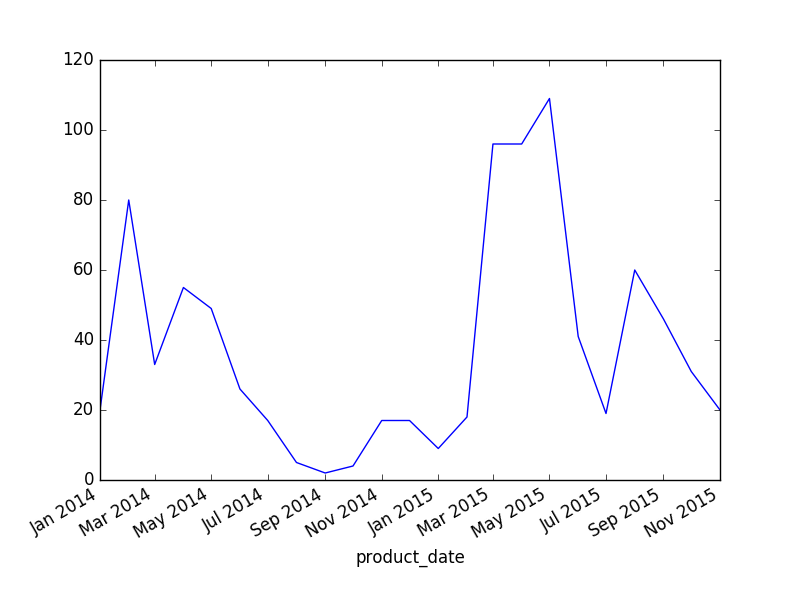 120
100
80
60
40
20
0
Jan 2014
Mar 2014
May 2014
Jul 2014
Sep 2014
Nov 2014
Jan 2015
Mar 2015
May 2015
Jul 2015
Sep 2015
Nov 2015
product_date